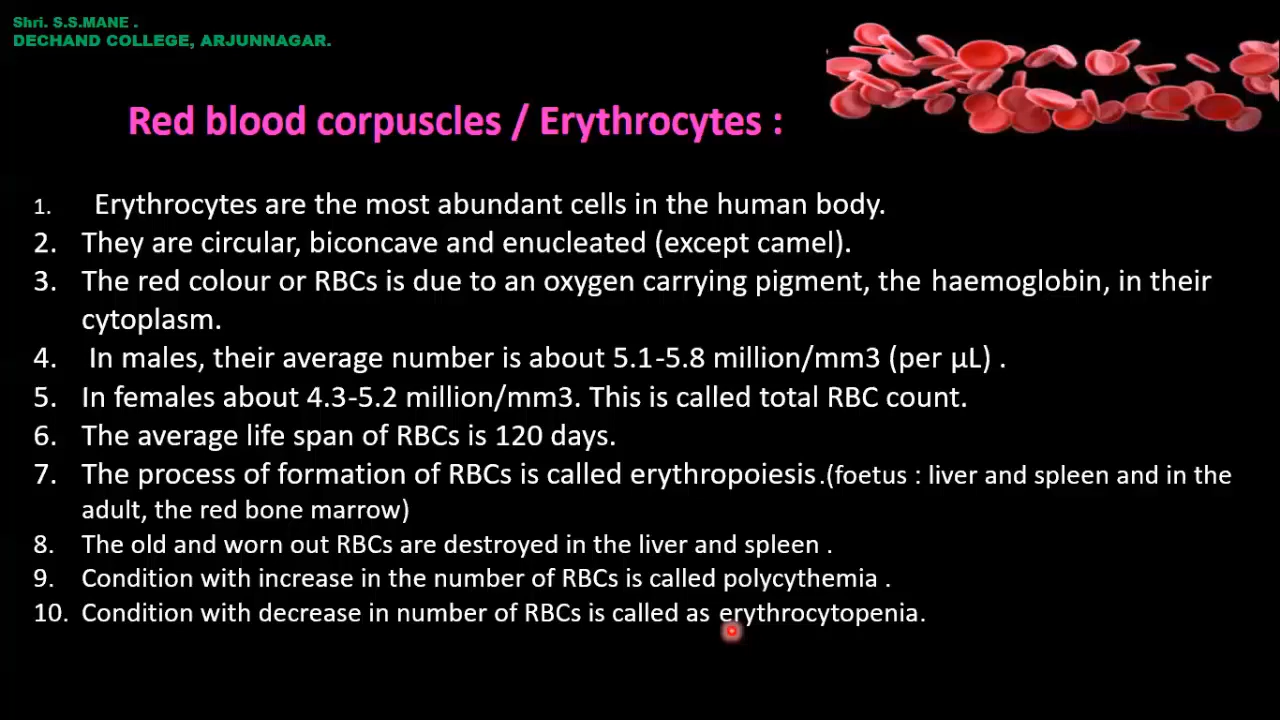 Shri. S.S.MANE .
DECHAND COLLEGE, ARJUNNAGAR.
Red blood corpuscles / Erythrocytes :
1. Erythrocytes are the most abundant cells in the human body.
2. They are circular, biconcave and enucleated (except camel).
3. The red colour or RBCs is due to an oxygen carrying pigment, the haemoglobin, in their
cytoplasm.
4. In males, their average number is about 5.1-5.8 million/mm3 (per µL) .
5. In females about 4.3-5.2 million/mm3. This is called total RBC count.
6. The average life span of RBCs is 120 days.
7. The process of formation of RBCs is called erythropoiesis.(foetus : liver and spleen and in the
adult, the red bone marrow)
8. The old and worn out RBCs are destroyed in the liver and spleen .
9. Condition with increase in the number of RBCs is called polycythemia .
10. Condition with decrease in number of RBCs is called as erythrocytopenia.